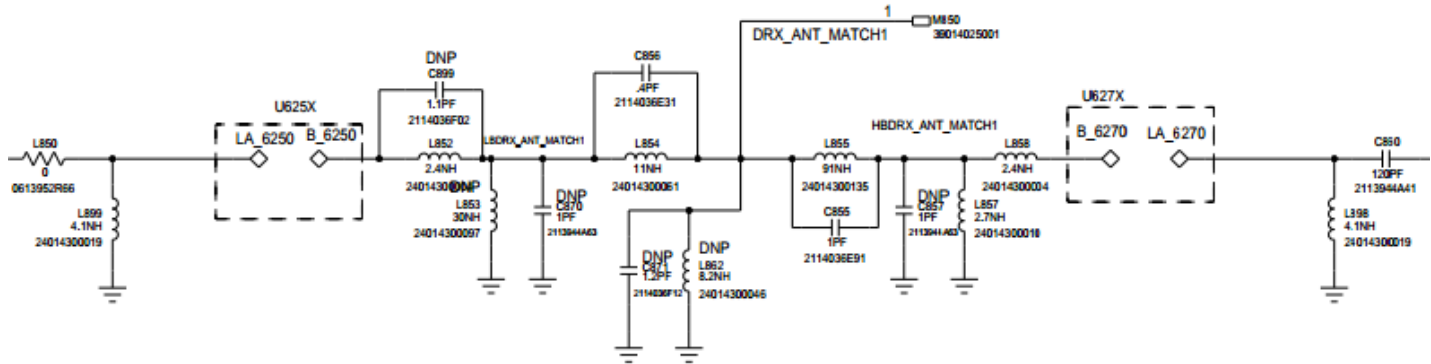 1
M850
39014025001
DRX_ANT_MATCH1
DNP
C899
1.1PF
2114036F02
C856
.4PF
2114036E31
U625X
LA_6250
B_6250
L850
0
0613952R66
L852
2.4NH
LBDRX_ANT_MATCH1
L854
11NH
24014300061
HBDRX_ANT_MATCH1
L855
91NH
24014300135
L858
2.4NH
24014300004
U627X
B_6270
LA_6270
C860
120PF
2113944A41
L899
4.1NH
24014300019
DNP
L853
30NH
24014300097
DNP
C870
1PF
2113944A63
C855
1PF
2114036E91
DNP
C857
1PF
L857
2.7NH
24014300010
L898
4.1NH
24014300019
DNP
C871
1.2PF
2114036F12
DNP
L862
8.2NH
24014300046